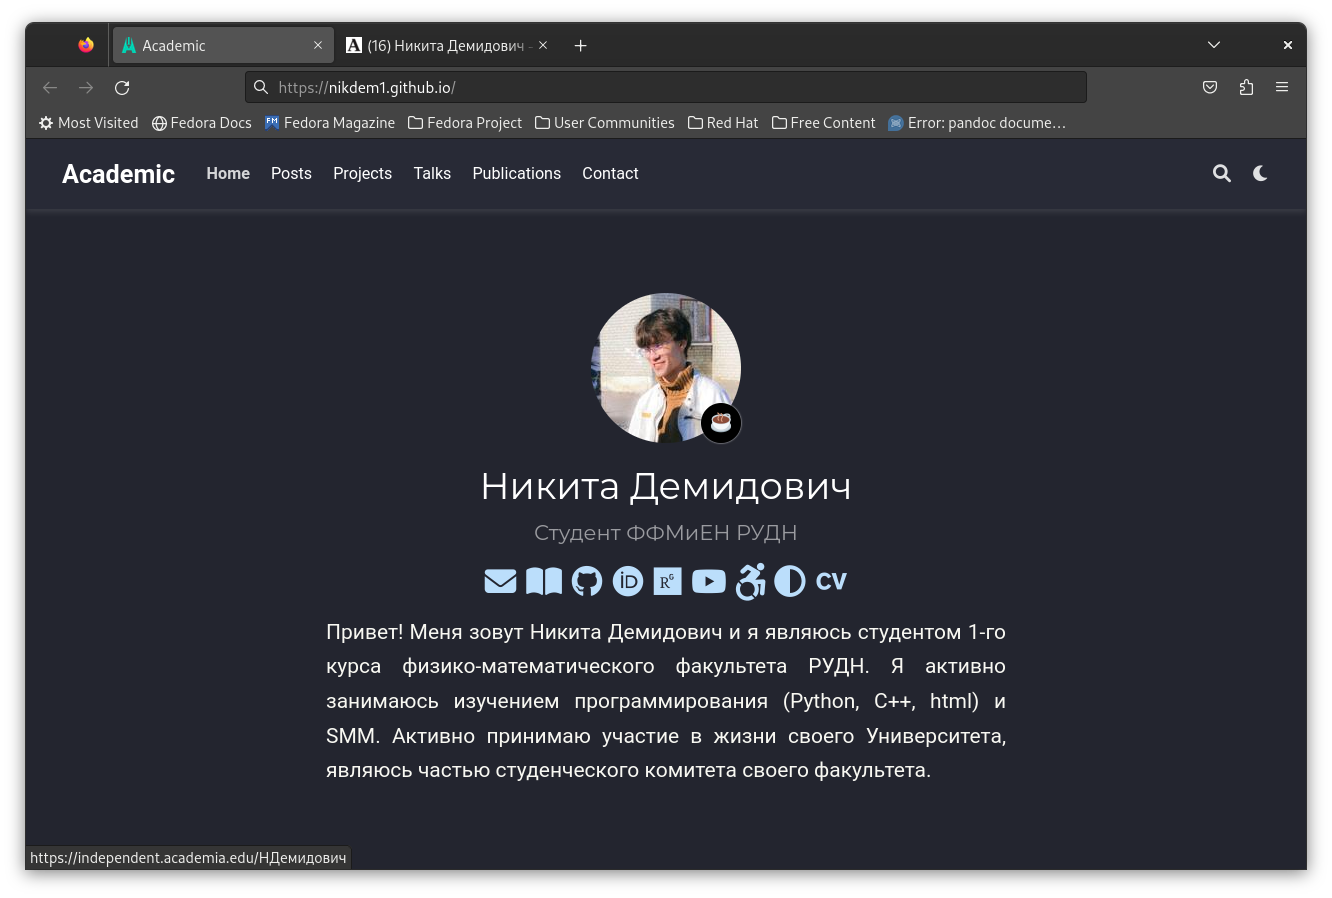 Academic
(16) Никита Демидович -
https://nikdem1.github.io/
Most Visited Fedora Docs Fedora Magazine Fedora Project User Communities Red Hat Free Content Error: pandoc docume…
Academic Home Posts Projects Talks Publications Contact
Никита Демидович
Студент ФФМиЕН РУДН
iD RG CV
Привет! Меня зовут Никита Демидович и я являюсь студентом 1-го
курса физико-математического факультета РУДН. Я активно
занимаюсь изучением программирования (Python, C++, html) и
SMM. Активно принимаю участие в жизни своего Университета,
являюсь частью студенческого комитета своего факультета.
https://independent.academia.edu/НДемидович